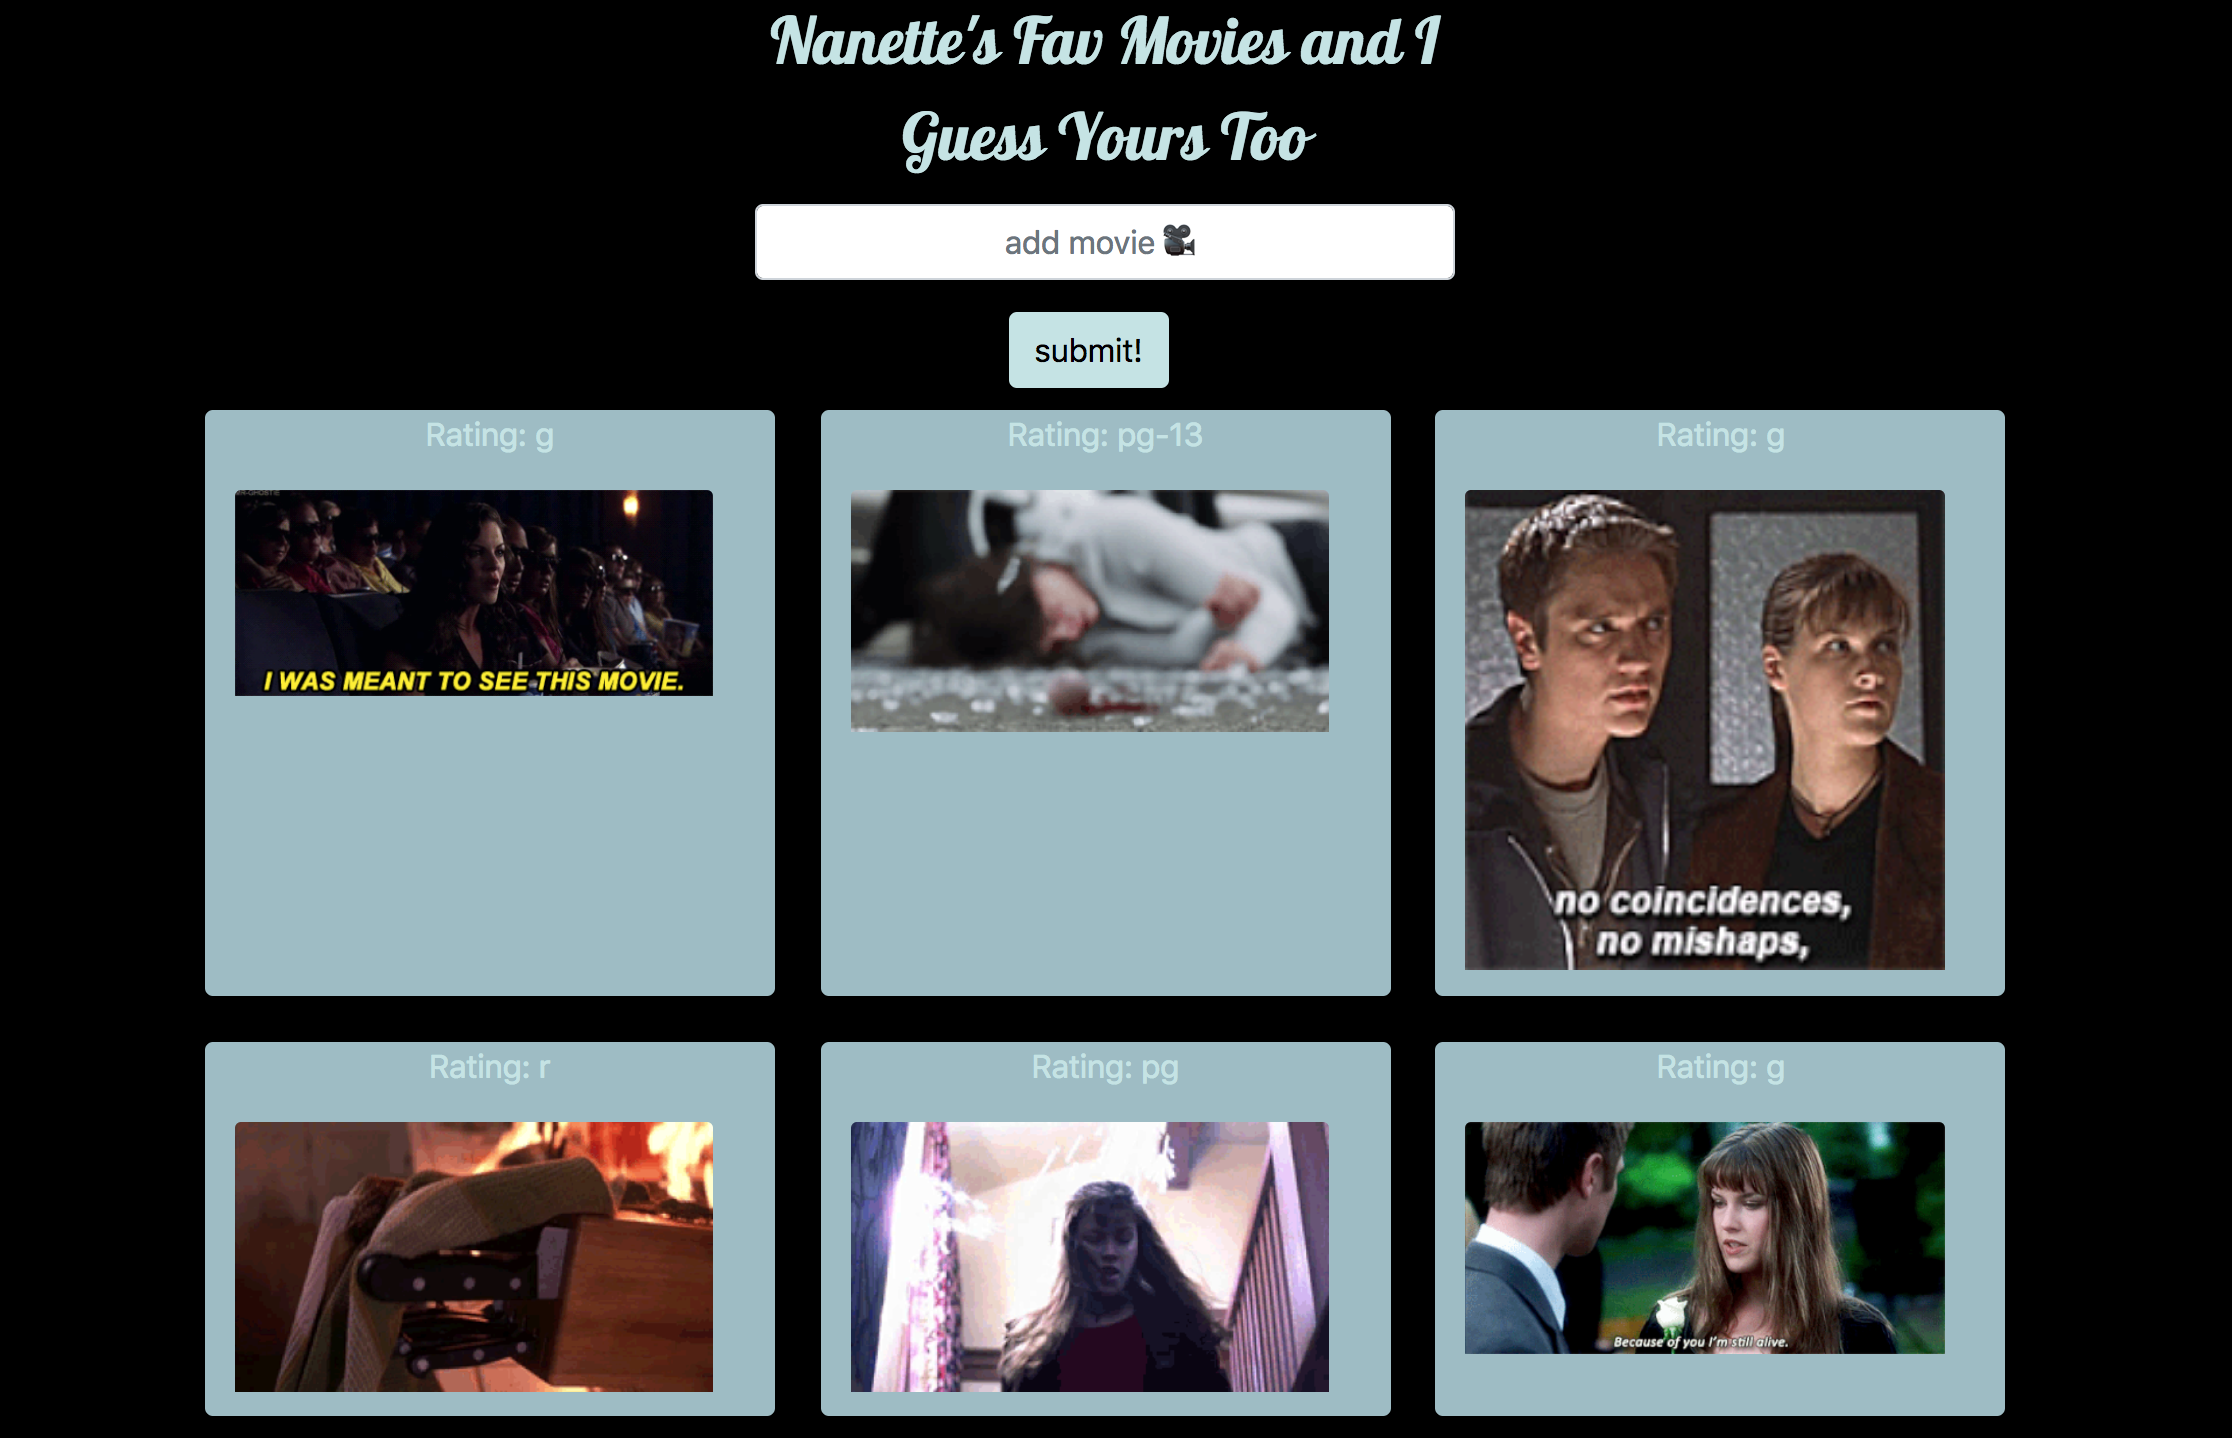 Nanette's Fav Movies and I
Guess Yours Too
add movie 🎥
submit!
Rating: g
Rating: pg-13
Rating: g
I WAS MEANT TO SEE THIS MOVIE.
no coincidences,
no mishaps,
Rating: r
Rating: pg
Rating: g
Because of you I'm still alive.